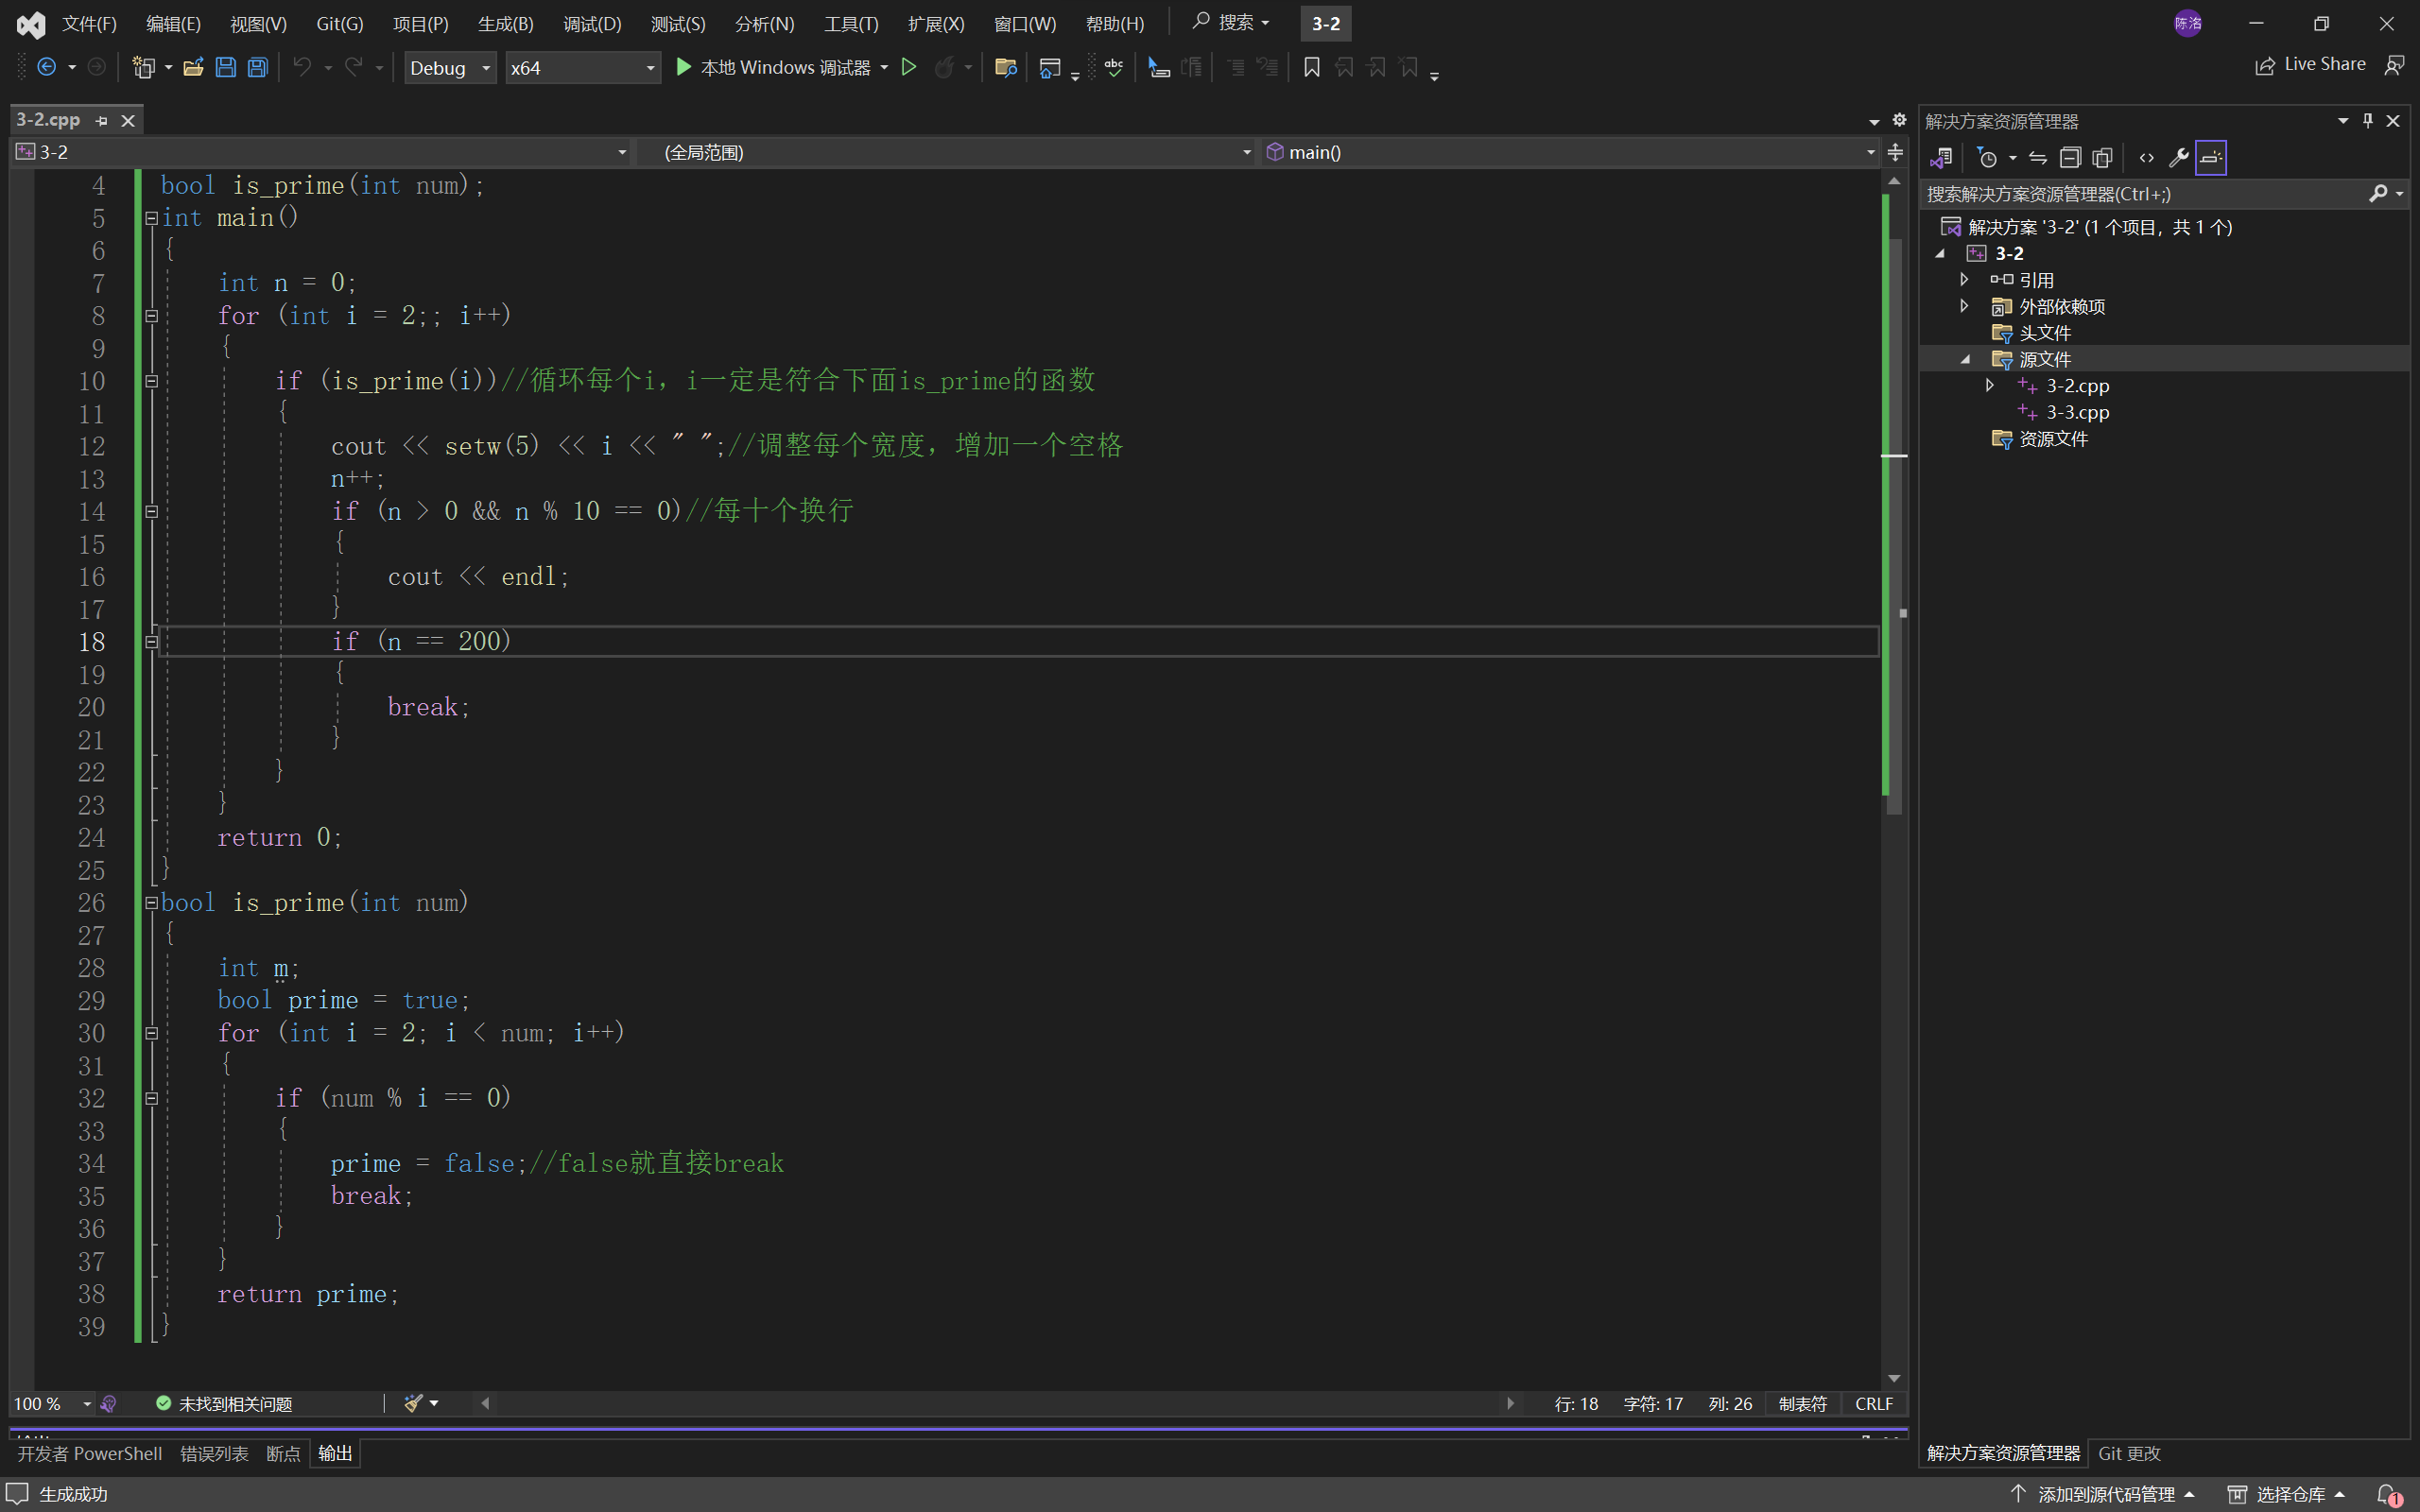 文件(F) 编辑(E) 视图(V) Git(G) 项目(P) 生成(B) 调试(D) 测试(S) 分析(N) 工具(T) 扩展(X) 窗口(W) 帮助(H) 搜索 3-2 陈洛
Debug x64 本地 Windows 调试器 abc Live Share
3-2.cpp
3-2 (全局范围) main()
4 bool is_prime(int num);
5 int main()
6 {
7 int n = 0;
8 for (int i = 2;; i++)
9 {
10 if (is_prime(i))//循环每个i，i一定是符合下面is_prime的函数
11 {
12 cout << setw(5) << i << " ";//调整每个宽度，增加一个空格
13 n++;
14 if (n > 0 && n % 10 == 0)//每十个换行
15 {
16 cout << endl;
17 }
18 if (n == 200)
19 {
20 break;
21 }
22 }
23 }
24 return 0;
25 }
26 bool is_prime(int num)
27 {
28 int m;
29 bool prime = true;
30 for (int i = 2; i < num; i++)
31 {
32 if (num % i == 0)
33 {
34 prime = false;//false就直接break
35 break;
36 }
37 }
38 return prime;
39 }
100 % 未找到相关问题 行: 18 字符: 17 列: 26 制表符 CRLF
开发者 PowerShell 错误列表 断点 输出
解决方案资源管理器
搜索解决方案资源管理器(Ctrl+;)
解决方案 '3-2' (1 个项目，共 1 个)
3-2
引用
外部依赖项
头文件
源文件
3-2.cpp
3-3.cpp
资源文件
解决方案资源管理器 Git 更改
生成成功 添加到源代码管理 选择仓库 1